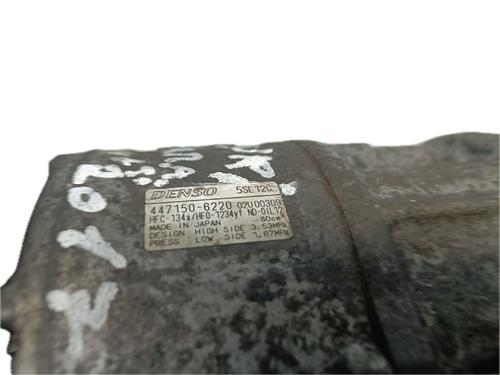 DENSO 5SL12C
447150-6220 02U00309
HFC-134a/HFO-1234yf ND-OIL12
MADE IN JAPAN 60cm³
DESIGN HIGH SIDE 3.53MPa
PRESS LOW SIDE 1.67MPa
2012